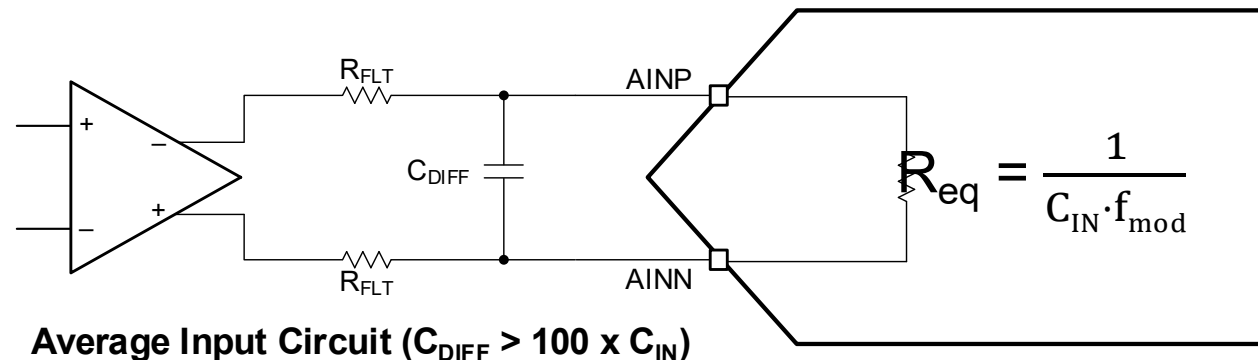 R_FLT
AINP
+
−
C_DIFF
R_eq = 1 / (C_IN·f_mod)
+
−
AINN
R_FLT
Average Input Circuit (C_DIFF > 100 x C_IN)